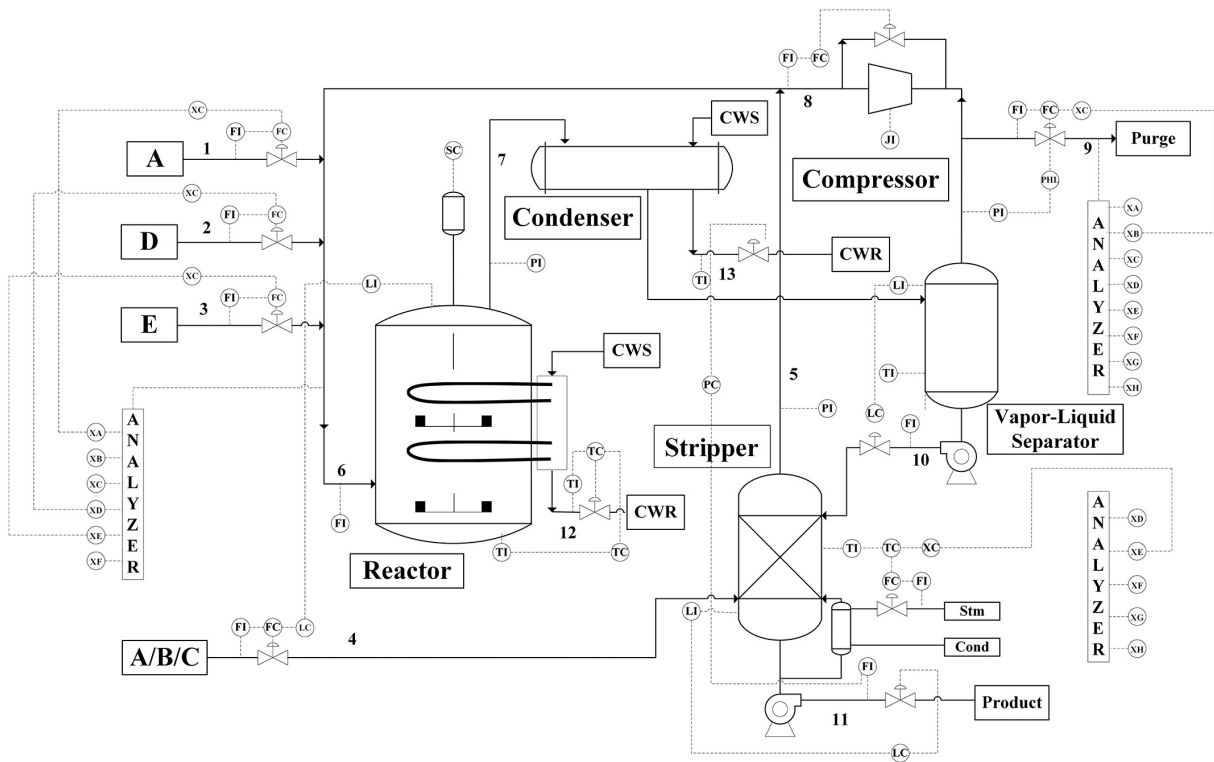 FI
FC
8
JI
Compressor
FI
FC
XC
9
Purge
PHL
PI
XC
FI
FC
1
A
XC
FI
FC
2
D
XC
FI
FC
3
E
LI
SC
7
CWS
Condenser
PI
TI
13
CWR
ANALYZER
XA
XB
XC
XD
XE
XF
XG
XH
LI
TI
LC
Vapor-Liquid
Separator
CWS
PC
5
PI
Stripper
FI
10
ANALYZER
XA
XB
XC
XD
XE
XF
6
FI
Reactor
TC
TI
12
CWR
TI
TC
TI
TC
XC
FC
FI
Stm
Cond
LI
ANALYZER
XD
XE
XF
XG
XH
FI
FC
LC
4
A/B/C
FI
11
Product
LC